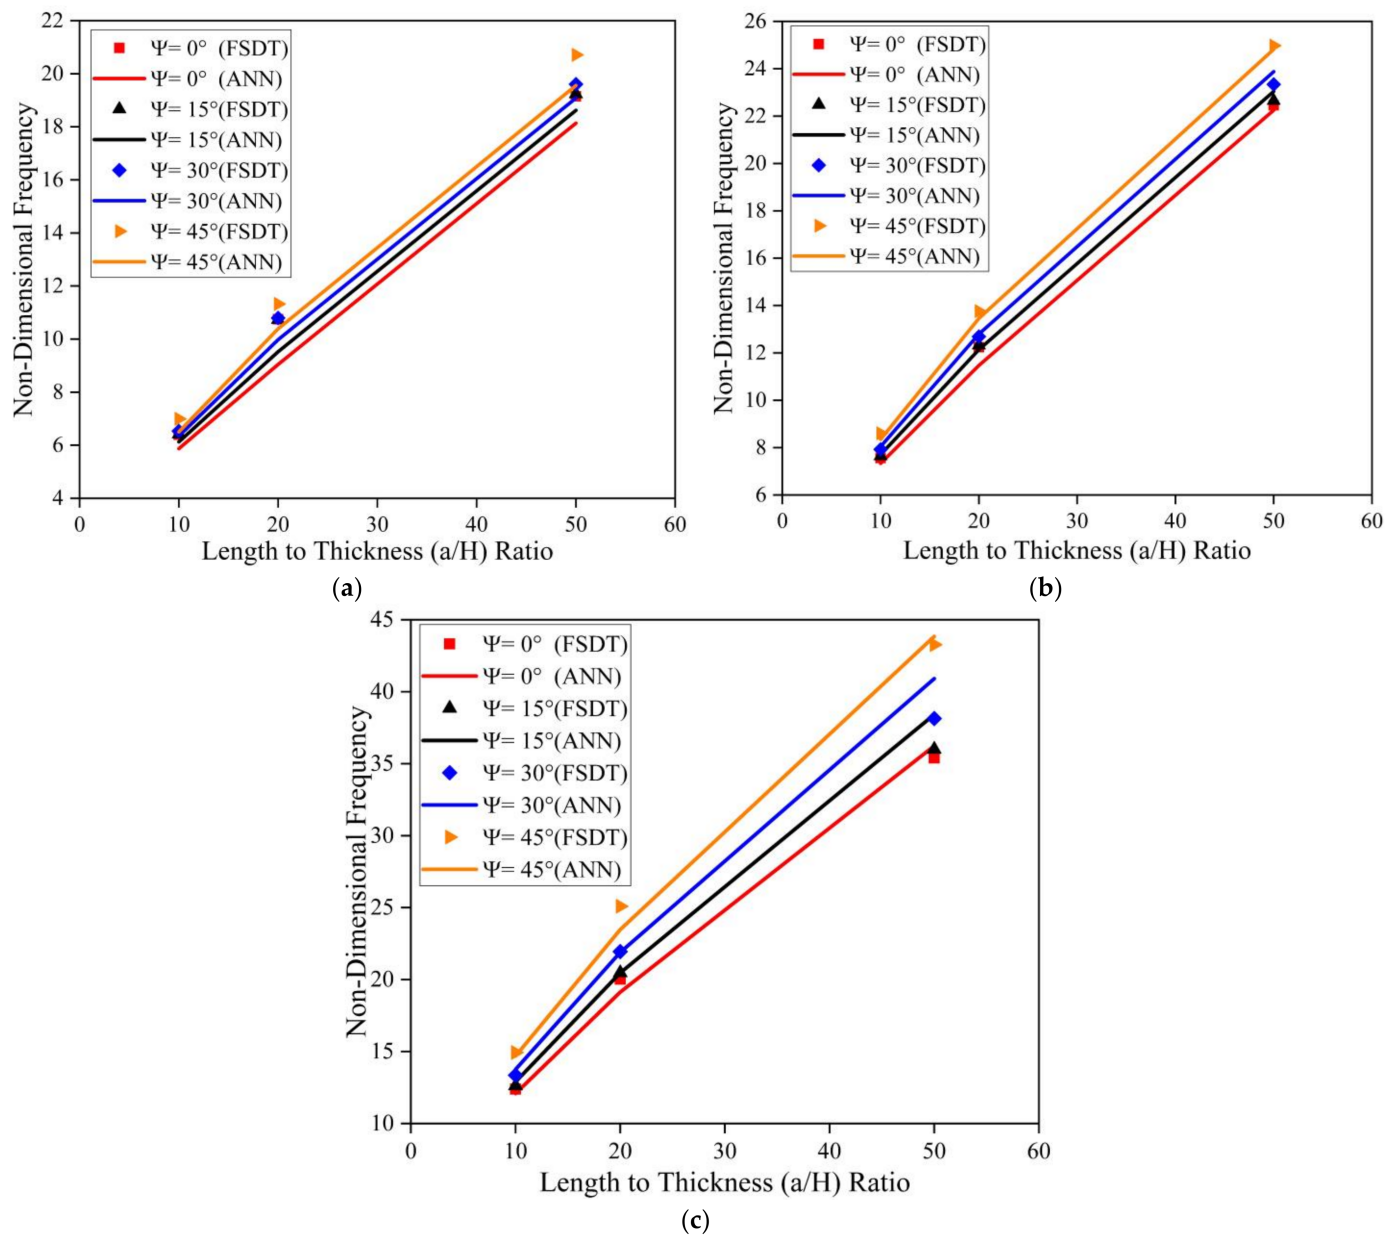 22
20
18
16
14
12
10
8
6
4
0
10
20
30
40
50
60
Non-Dimensional Frequency
Length to Thickness (a/H) Ratio
Ψ= 0° (FSDT)
Ψ= 0° (ANN)
Ψ= 15°(FSDT)
Ψ= 15°(ANN)
Ψ= 30°(FSDT)
Ψ= 30°(ANN)
Ψ= 45°(FSDT)
Ψ= 45°(ANN)
(a)
26
24
22
20
18
16
14
12
10
8
6
0
10
20
30
40
50
60
Non-Dimensional Frequency
Length to Thickness (a/H) Ratio
Ψ= 0° (FSDT)
Ψ= 0° (ANN)
Ψ= 15°(FSDT)
Ψ= 15°(ANN)
Ψ= 30°(FSDT)
Ψ= 30°(ANN)
Ψ= 45°(FSDT)
Ψ= 45°(ANN)
(b)
45
40
35
30
25
20
15
10
0
10
20
30
40
50
60
Non-Dimensional Frequency
Length to Thickness (a/H) Ratio
Ψ= 0° (FSDT)
Ψ= 0° (ANN)
Ψ= 15°(FSDT)
Ψ= 15°(ANN)
Ψ= 30°(FSDT)
Ψ= 30°(ANN)
Ψ= 45°(FSDT)
Ψ= 45°(ANN)
(c)